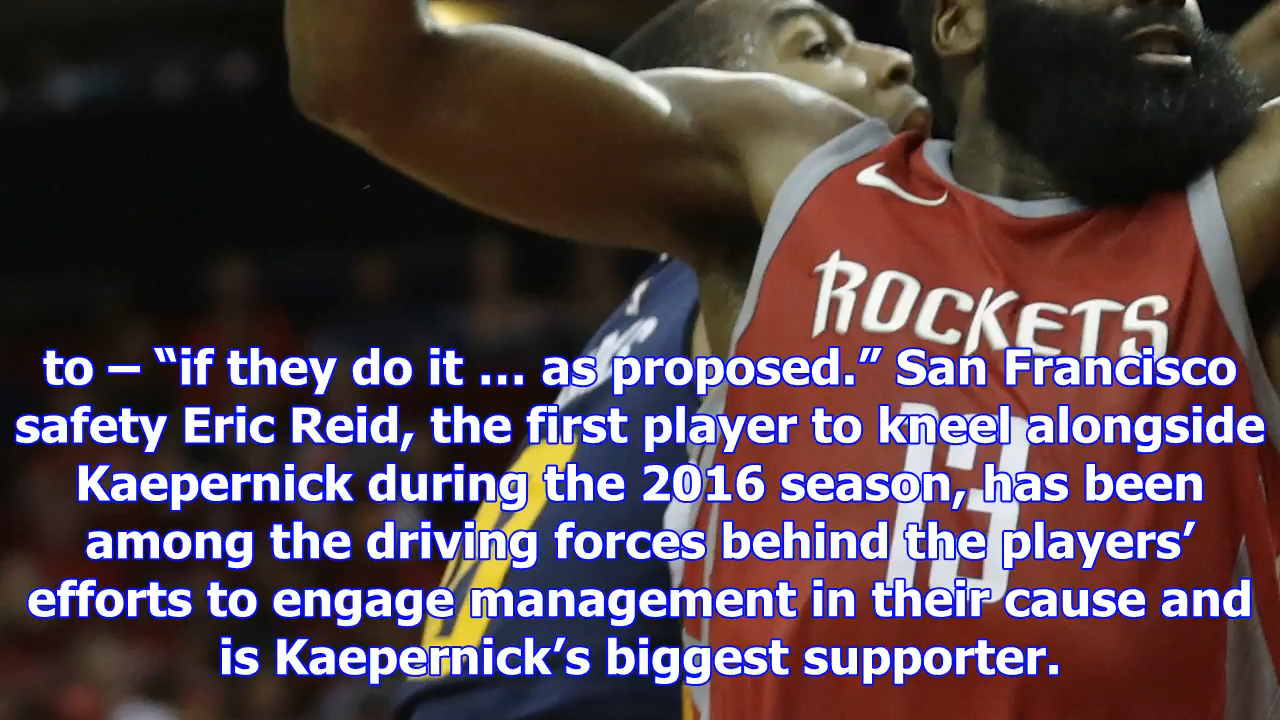 ROCKETS
13
to – “if they do it ... as proposed.” San Francisco
safety Eric Reid, the first player to kneel alongside
Kaepernick during the 2016 season, has been
among the driving forces behind the players’
efforts to engage management in their cause and
is Kaepernick’s biggest supporter.